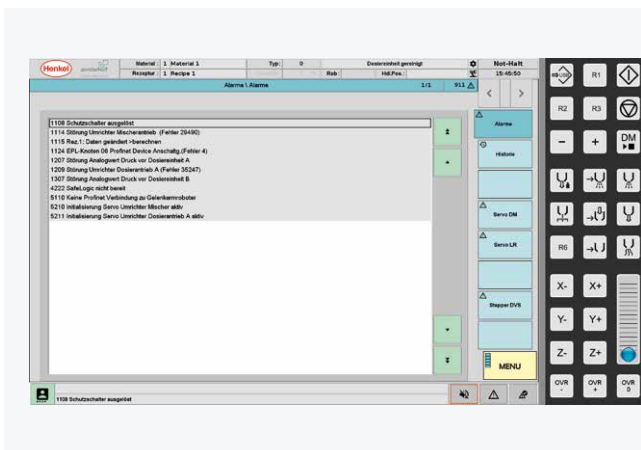 Henkel
Material : 1 Material 1 Typ: 0 Dosiereinheit gereinigt Not-Halt
Rezeptur : 1 Recipe 1 Rob: Hd.Pos.: 15:45:50
Alarme \ Alarme 1/1 911
1108 Schutzschalter ausgelöst
1114 Störung Umrichter Mischerantrieb (Fehler 29490)
1115 Rez.1: Daten geändert >berechnen
1124 EPL-Knoten 06 Profinet Device Anschaltg.(Fehler 4)
1207 Störung Analogwert Druck vor Dosiereinheit A
1209 Störung Umrichter Dosierantrieb A (Fehler 35247)
1307 Störung Analogwert Druck vor Dosiereinheit B
4222 SafeLogic nicht bereit
5110 Keine Profinet Verbindung zu Gelenkarmroboter
5210 Initialisierung Servo Umrichter Mischer aktiv
5211 Initialisierung Servo Umrichter Dosierantrieb A aktiv
Alarme
Historie
Servo DM
Servo LR
Stepper DVS
MENU
1108 Schutzschalter ausgelöst
R1
R2 R3
- + DM
R6
X- X+
Y- Y+
Z- Z+
OVR - OVR + OVR 0